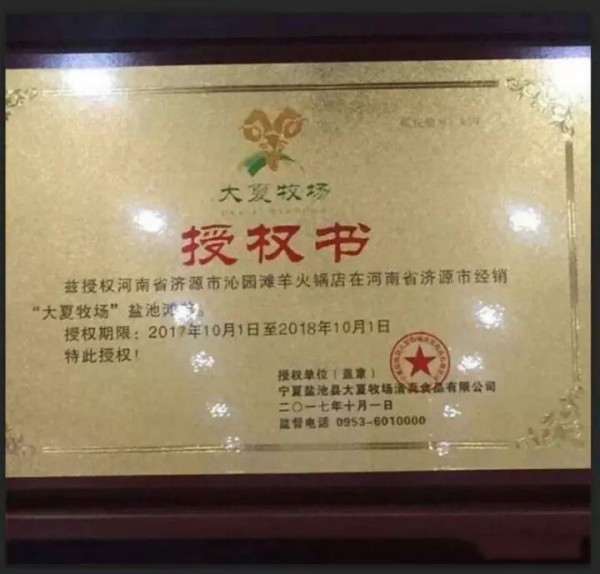 大夏牧场
授权书
兹授权河南省济源市沁园滩羊火锅店在河南省济源市经销
“大夏牧场”盐池滩羊。
授权期限：2017年10月1日至2018年10月1日
特此授权！
授权单位（盖章）
宁夏盐池县大夏牧场清真食品有限公司
二〇一七年十月一日
监督电话 0953-6010000